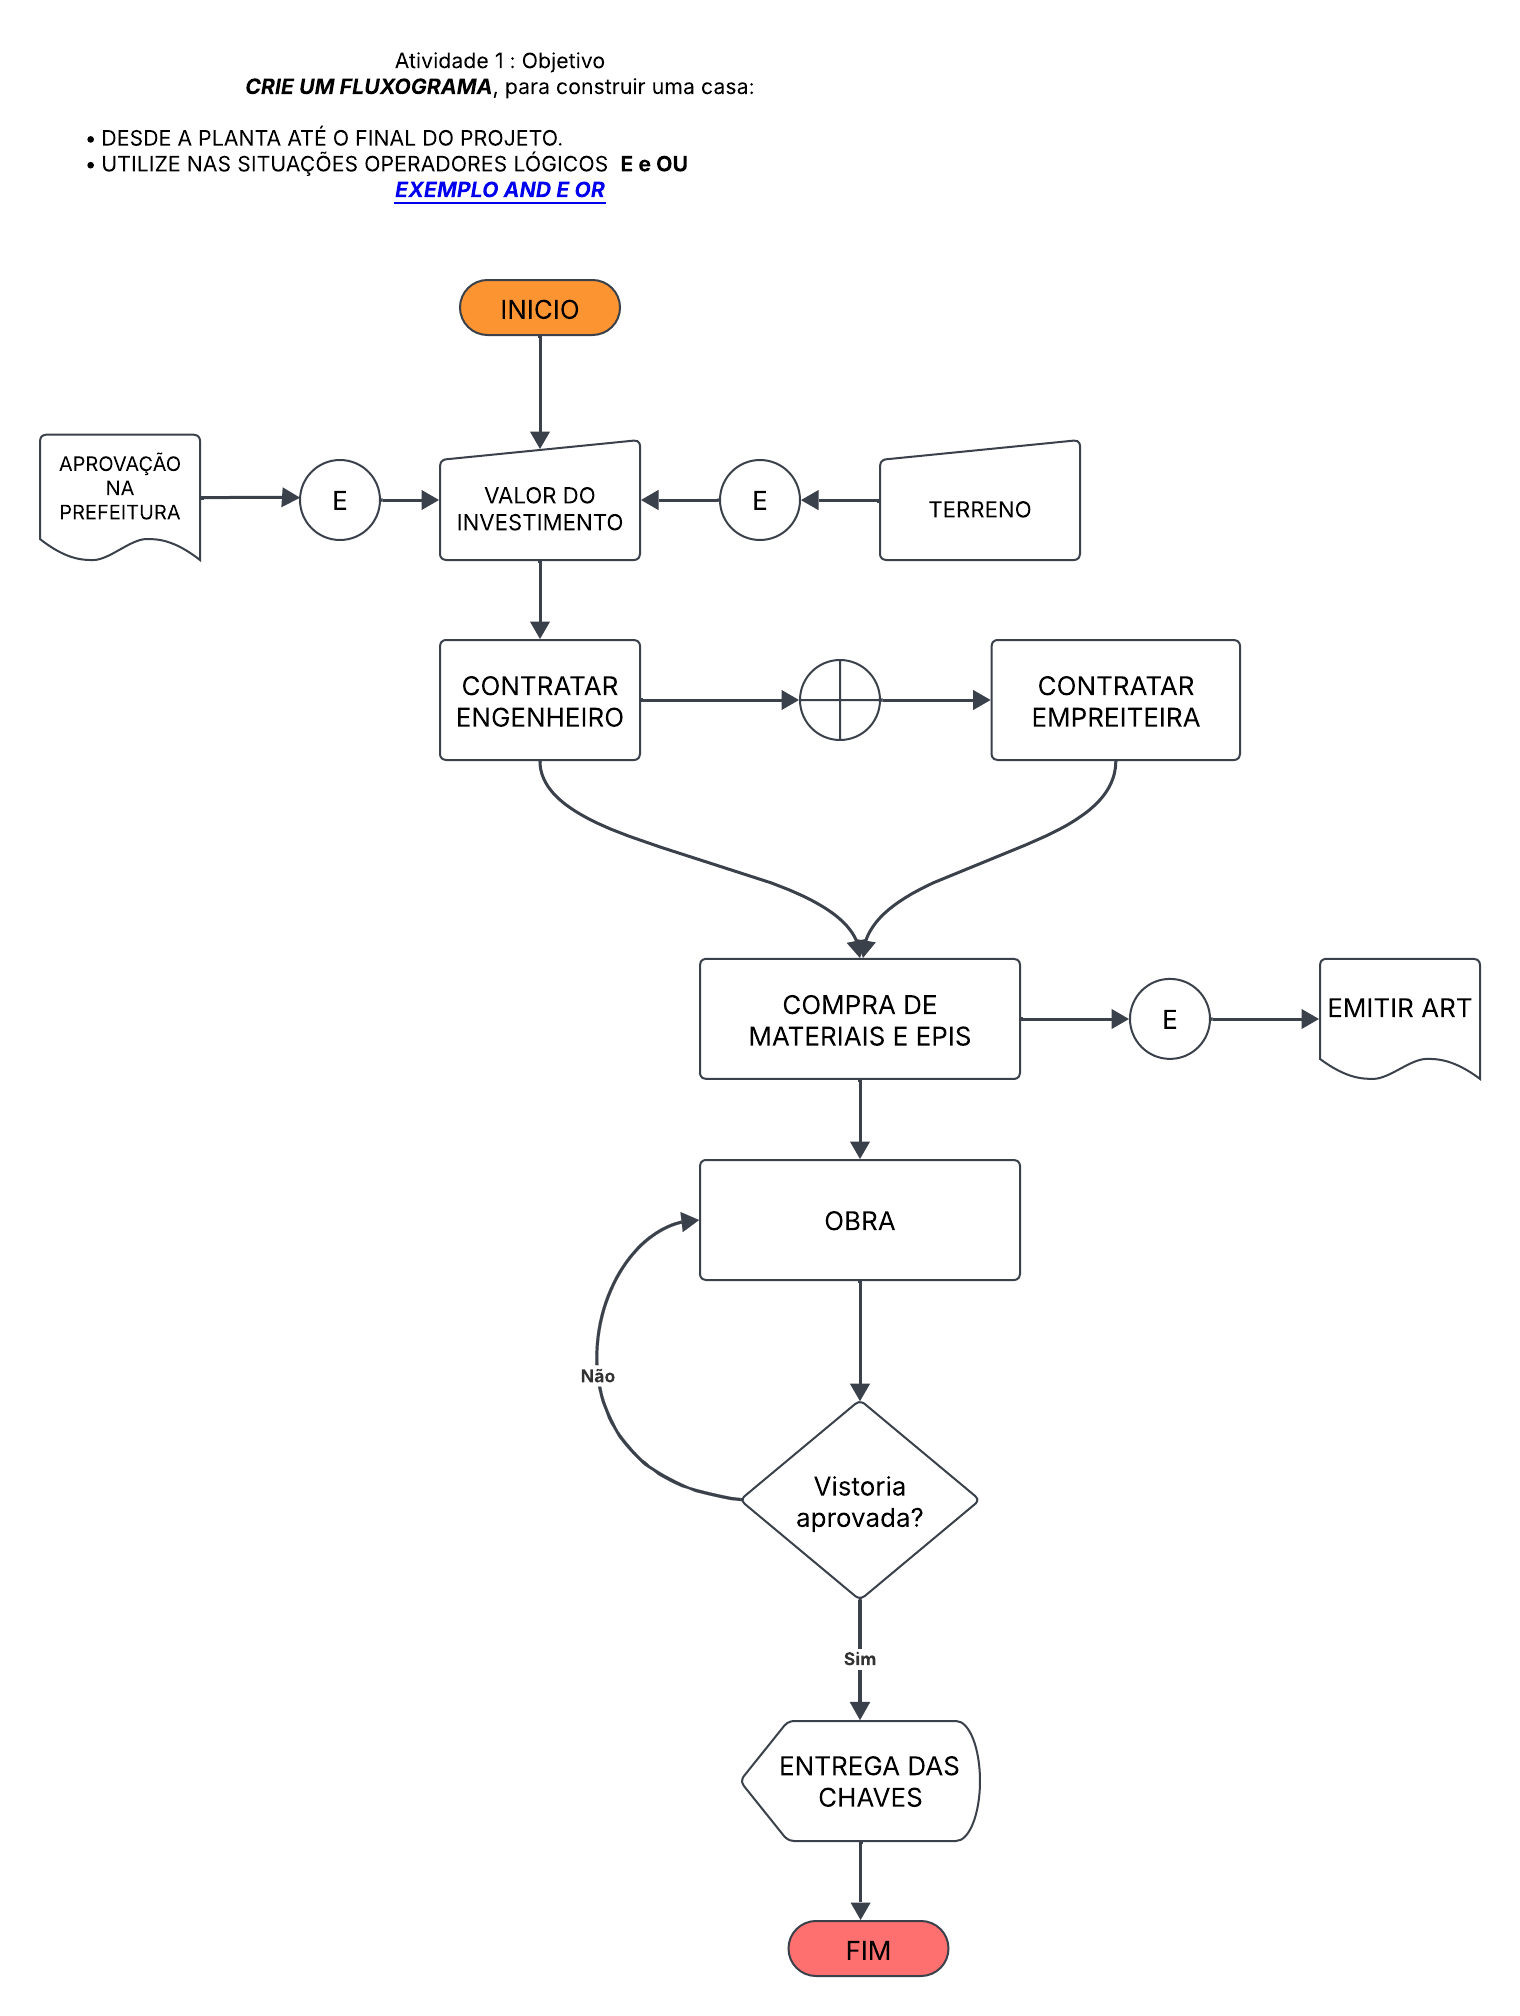 Atividade 1 : Objetivo
CRIE UM FLUXOGRAMA, para construir uma casa:
• DESDE A PLANTA ATÉ O FINAL DO PROJETO.
• UTILIZE NAS SITUAÇÕES OPERADORES LÓGICOS E e OU
EXEMPLO AND E OR
INICIO
APROVAÇÃO
NA
PREFEITURA
E
VALOR DO
INVESTIMENTO
E
TERRENO
CONTRATAR
ENGENHEIRO
CONTRATAR
EMPREITEIRA
COMPRA DE
MATERIAIS E EPIS
E
EMITIR ART
OBRA
Não
Vistoria
aprovada?
Sim
ENTREGA DAS
CHAVES
FIM